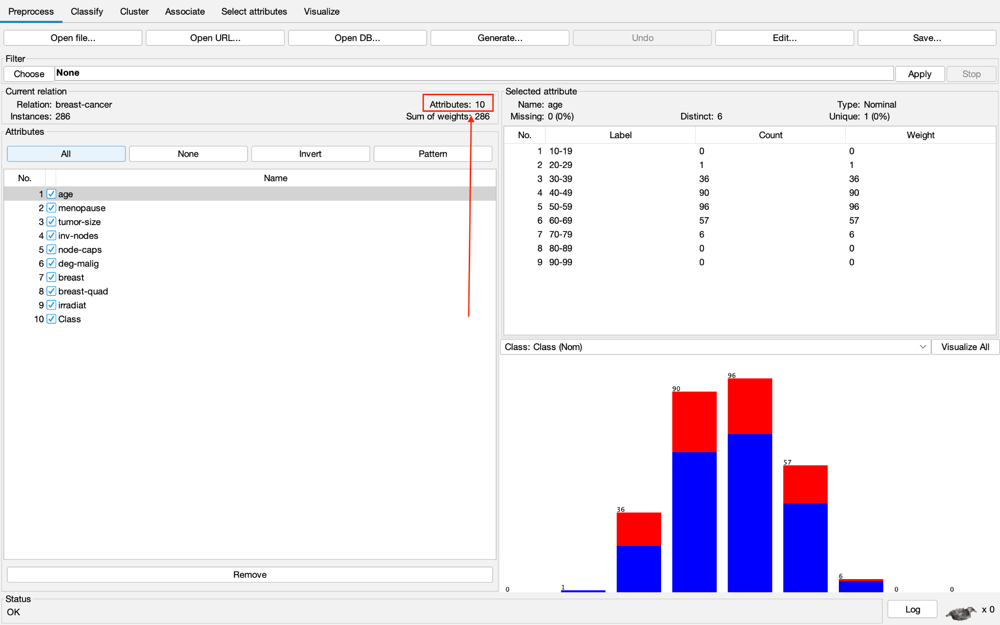 Preprocess Classify Cluster Associate Select attributes Visualize
Open file... Open URL... Open DB... Generate... Undo Edit... Save...
Filter
Choose None Apply Stop
Current relation
Relation: breast-cancer Attributes: 10
Instances: 286 Sum of weights: 286
Attributes
All None Invert Pattern
No. Name
1 age
2 menopause
3 tumor-size
4 inv-nodes
5 node-caps
6 deg-malig
7 breast
8 breast-quad
9 irradiat
10 Class
Remove
Selected attribute
Name: age Type: Nominal
Missing: 0 (0%) Distinct: 6 Unique: 1 (0%)
No. Label Count Weight
1 10-19 0 0
2 20-29 1 1
3 30-39 36 36
4 40-49 90 90
5 50-59 96 96
6 60-69 57 57
7 70-79 6 6
8 80-89 0 0
9 90-99 0 0
Class: Class (Nom) Visualize All
0 1 36 90 96 57 6 0 0
Status
OK
Log x 0